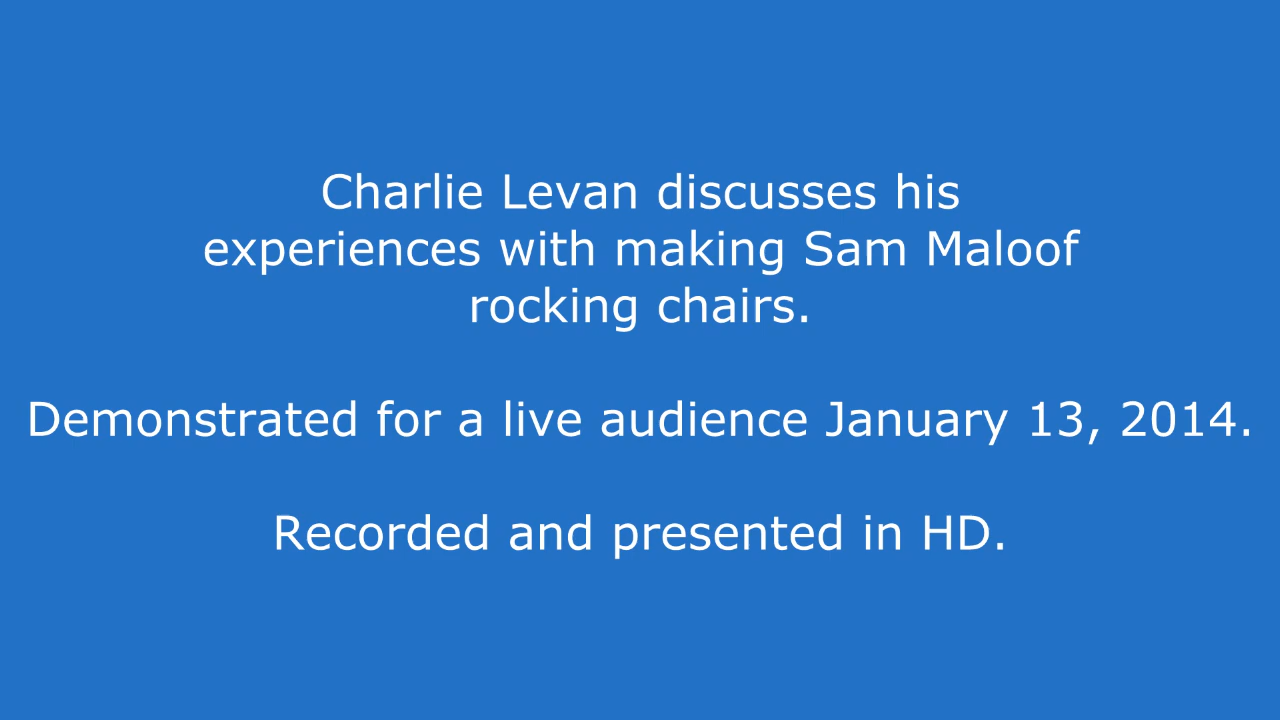 Charlie Levan discusses his
experiences with making Sam Maloof
rocking chairs.
Demonstrated for a live audience January 13, 2014.
Recorded and presented in HD.